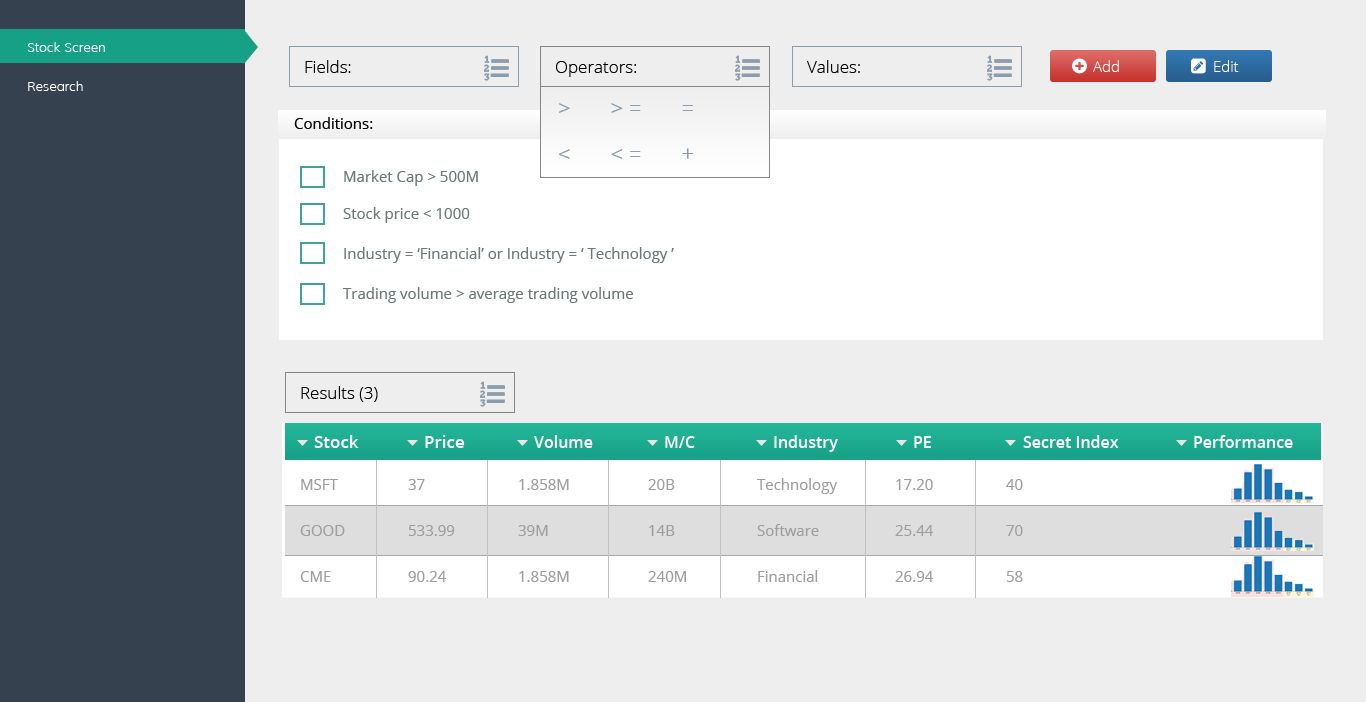 Stock Screen
Research
Fields:
Operators:
Values:
Add
Edit
> >= =
< <= +
Conditions:
Market Cap > 500M
Stock price < 1000
Industry = ‘Financial’ or Industry = ‘ Technology ’
Trading volume > average trading volume
Results (3)
Stock Price Volume M/C Industry PE Secret Index Performance
MSFT 37 1.858M 20B Technology 17.20 40
GOOD 533.99 39M 14B Software 25.44 70
CME 90.24 1.858M 240M Financial 26.94 58